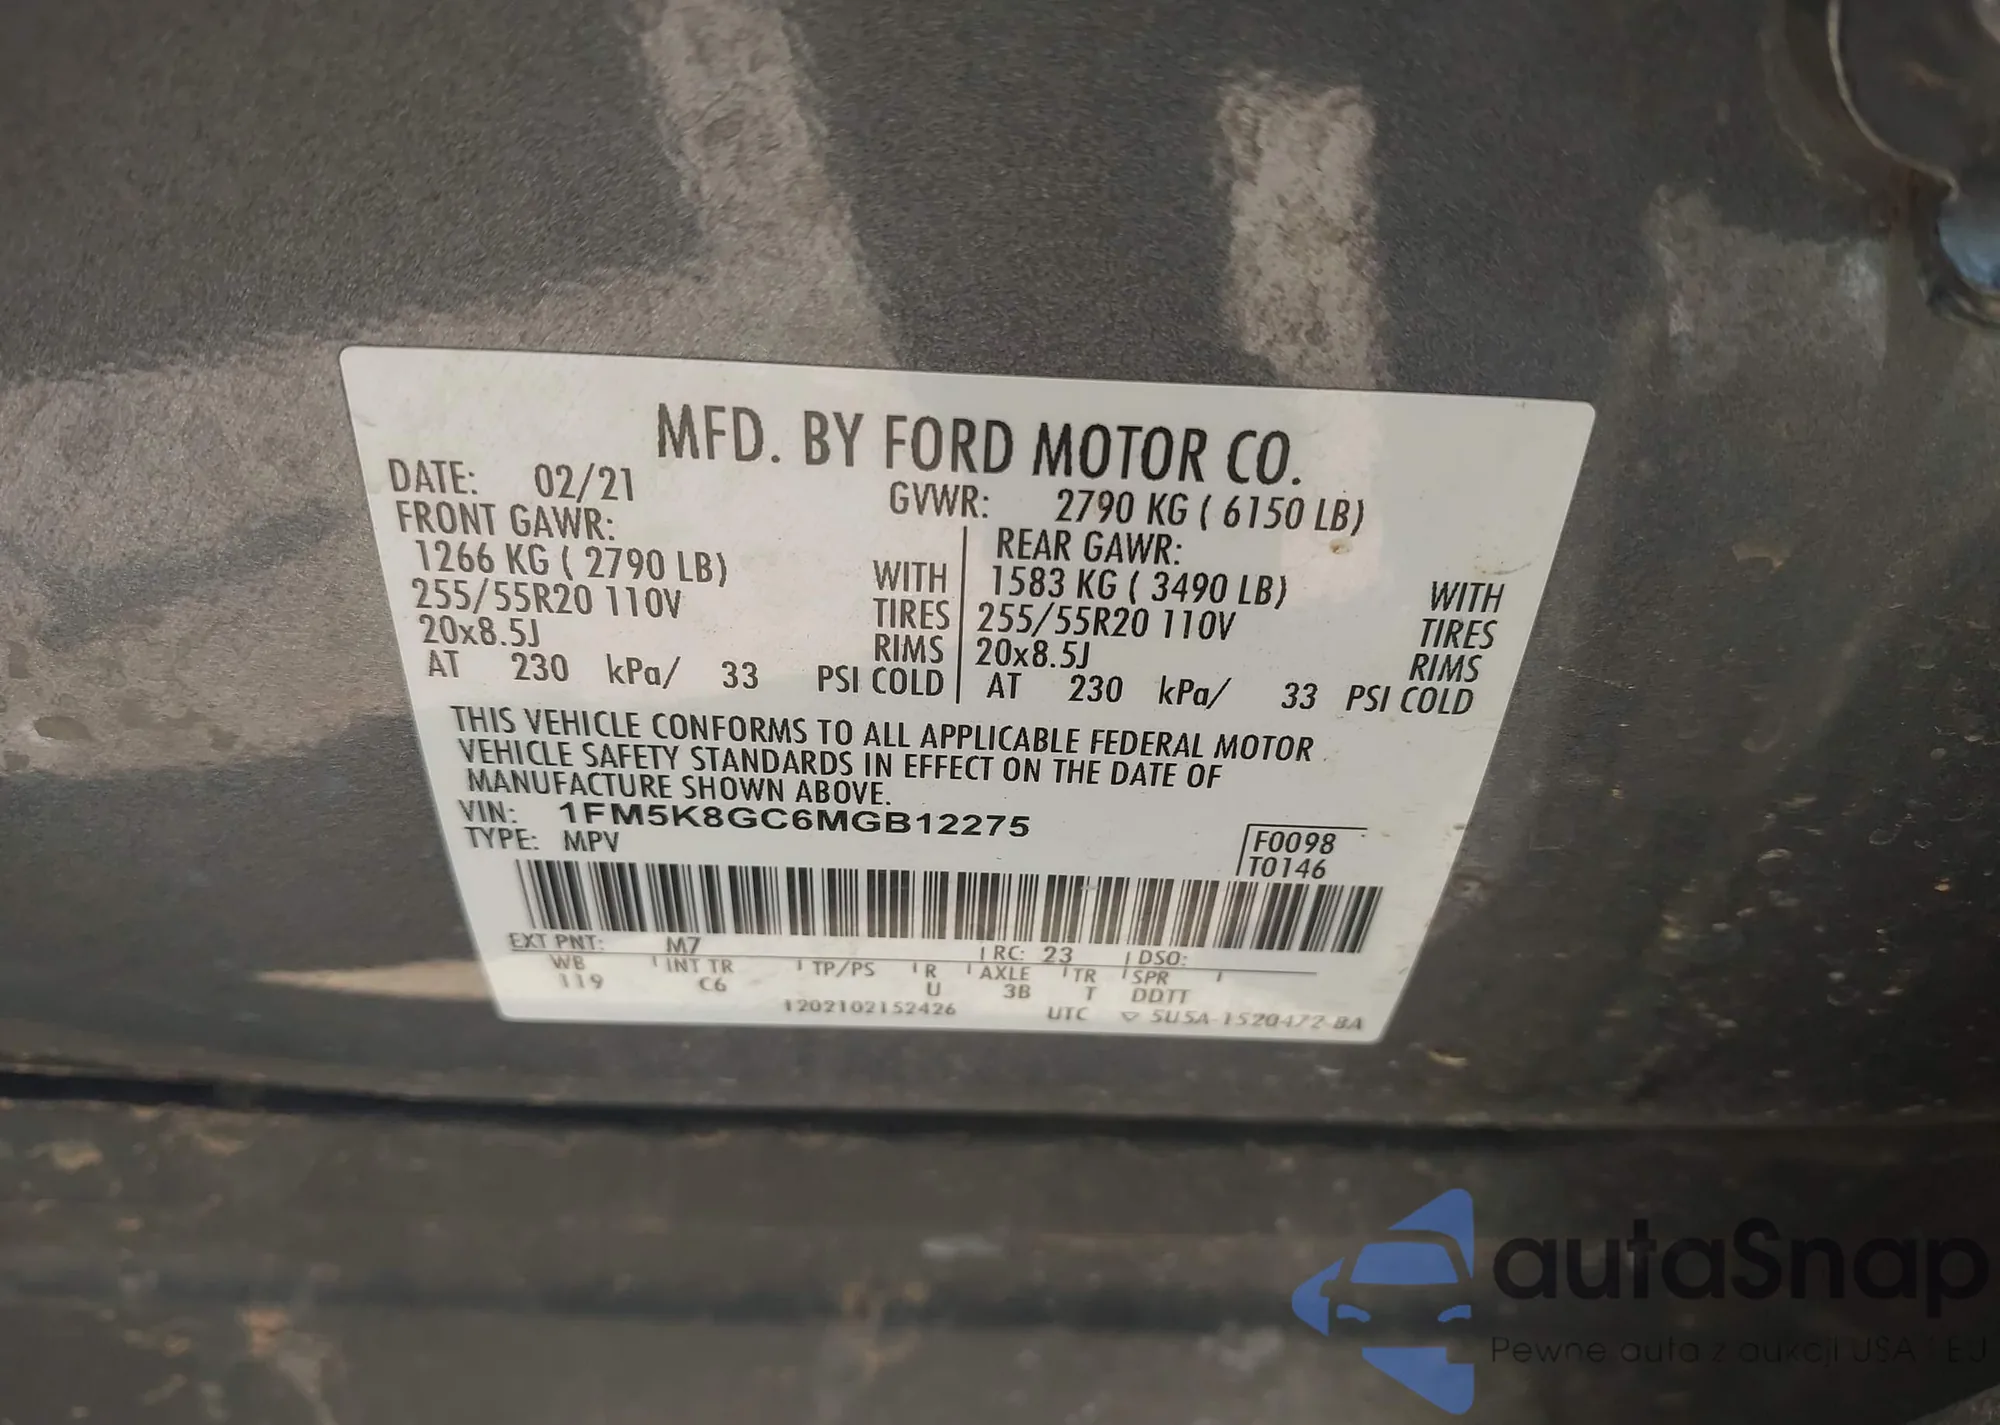 MFD. BY FORD MOTOR CO.
DATE: 02/21 GVWR: 2790 KG ( 6150 LB)
FRONT GAWR: REAR GAWR:
1266 KG ( 2790 LB) WITH 1583 KG ( 3490 LB) WITH
255/55R20 110V TIRES 255/55R20 110V TIRES
20x8.5J RIMS 20x8.5J RIMS
AT 230 kPa/ 33 PSI COLD AT 230 kPa/ 33 PSI COLD
THIS VEHICLE CONFORMS TO ALL APPLICABLE FEDERAL MOTOR
VEHICLE SAFETY STANDARDS IN EFFECT ON THE DATE OF
MANUFACTURE SHOWN ABOVE.
VIN: 1FM5K8GC6MGB12275
TYPE: MPV
F0098
T0146
EXT PNT: M7 RC: 23 DSO:
WB INT TR TP/PS R AXLE TR SPR
119 C6 U 3B T DDTT
1202102152426 UTC ▽ 5U5A-1520472-BA
autaSnap
Pewne auta z aukcji USA i EJ